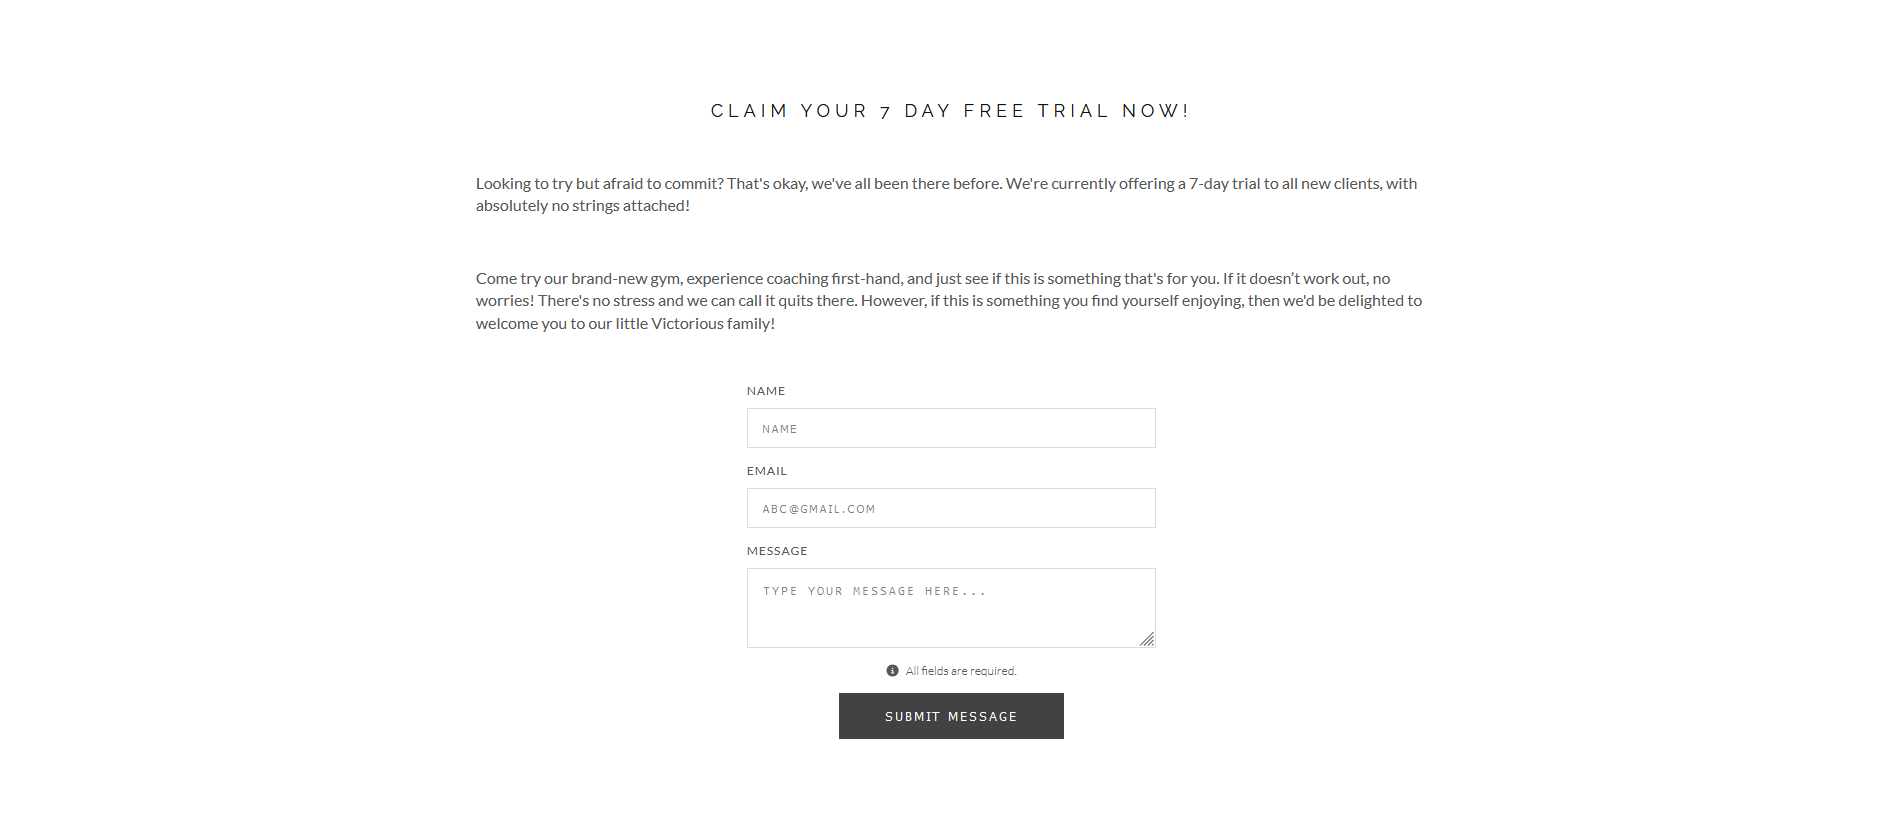 CLAIM YOUR 7 DAY FREE TRIAL NOW!
Looking to try but afraid to commit? That's okay, we've all been there before. We're currently offering a 7-day trial to all new clients, with
absolutely no strings attached!
Come try our brand-new gym, experience coaching first-hand, and just see if this is something that's for you. If it doesn’t work out, no
worries! There's no stress and we can call it quits there. However, if this is something you find yourself enjoying, then we'd be delighted to
welcome you to our little Victorious family!
NAME
NAME
EMAIL
ABC@GMAIL.COM
MESSAGE
TYPE YOUR MESSAGE HERE...
All fields are required.
SUBMIT MESSAGE